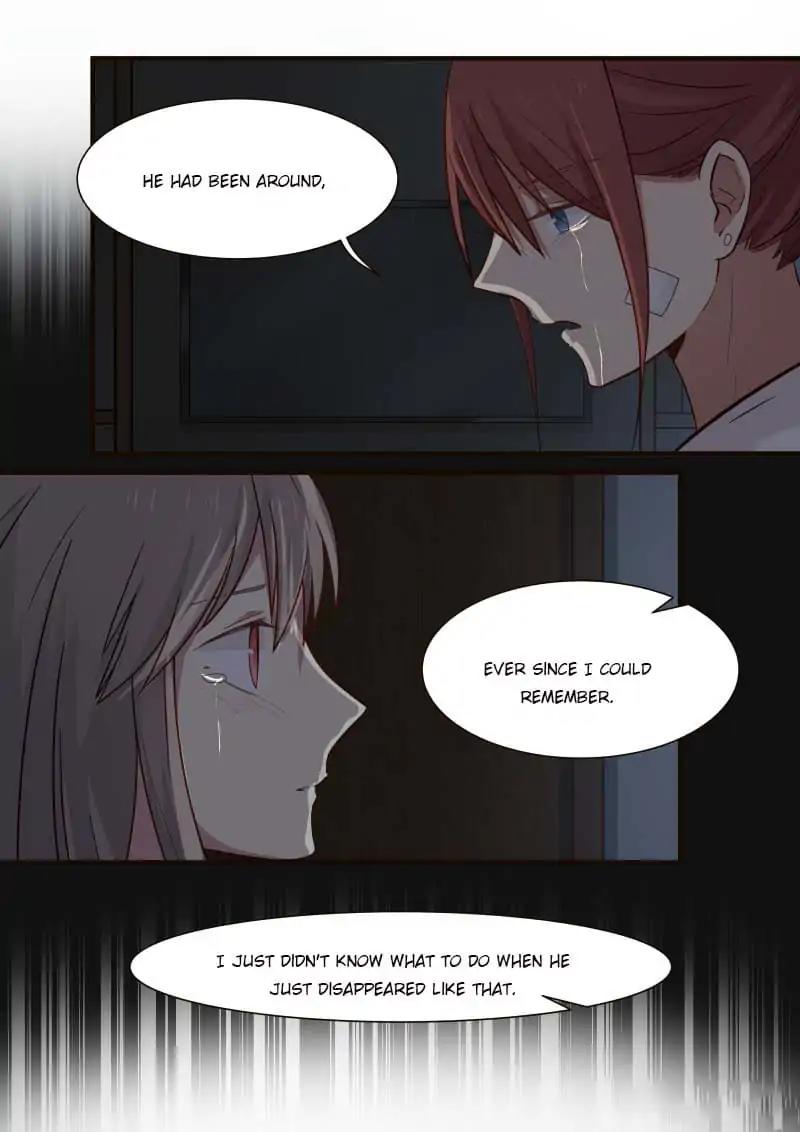 HE HAD BEEN AROUND,
EVER SINCE I COULD
REMEMBER.
I JUST DIDN'T KNOW WHAT TO DO WHEN HE
JUST DISAPPEARED LIKE THAT.